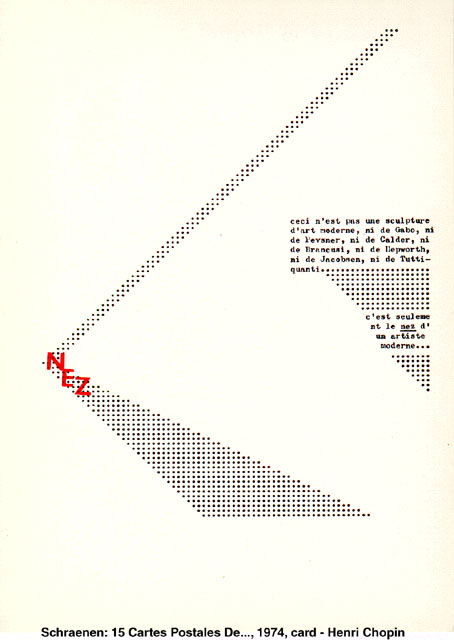 ceci n'est pas une sculpture
d'art moderne, ni de Gabo, ni
de Pevsner, ni de Calder, ni
de Brancusi, ni de Hepworth,
ni de Jacobsen, ni de Tutti-
quanti.
c'est seuleme
nt le nez d'
un artiste
moderne...
NEZ
Schraenen: 15 Cartes Postales De..., 1974, card - Henri Chopin